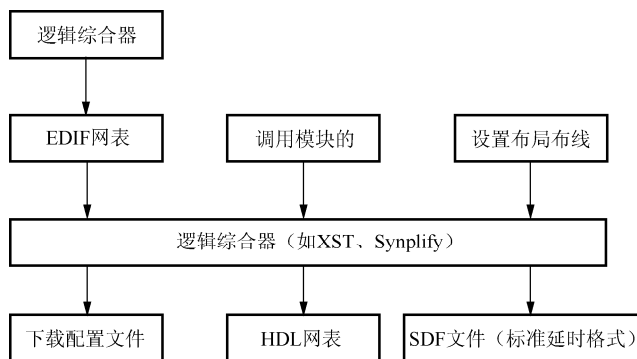 逻辑综合器
EDIF网表
调用模块的
设置布局布线
逻辑综合器（如XST、Synplify）
下载配置文件
HDL网表
SDF文件（标准延时格式）